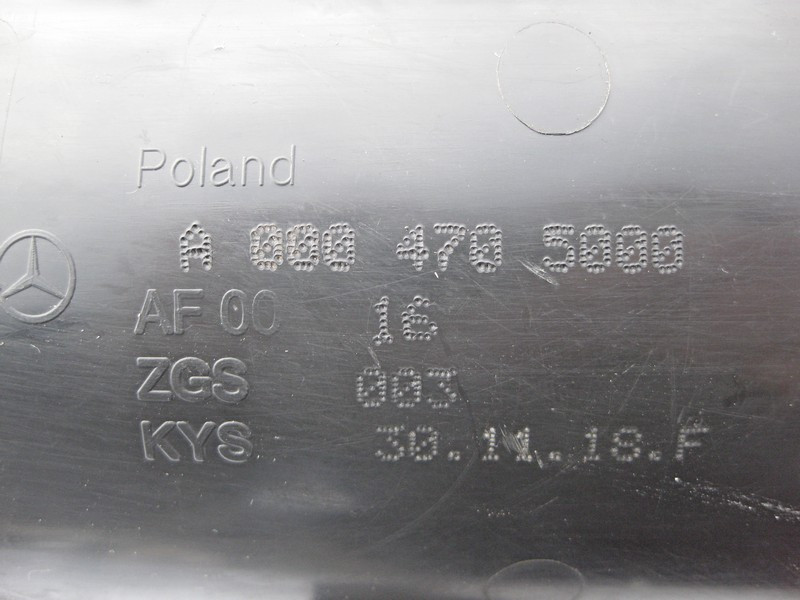 Poland
A 000 470 5000
AF 00 16
ZGS 003
KYS 30.11.18.F